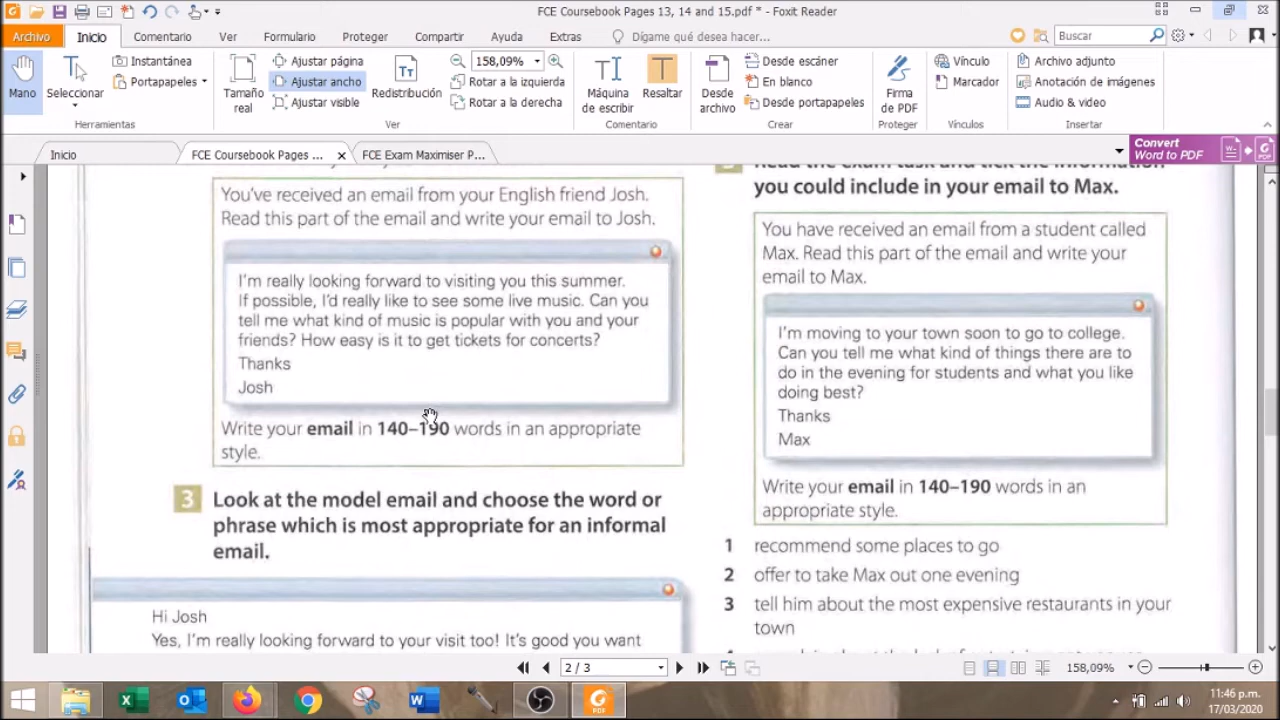 FCE Coursebook Pages 13, 14 and 15.pdf * - Foxit Reader
Archivo
Inicio
Comentario
Ver
Formulario
Proteger
Compartir
Ayuda
Extras
Dígame qué desea hacer...
Buscar
Mano
Seleccionar
Instantánea
Portapapeles
Herramientas
Tamaño real
Ajustar página
Ajustar ancho
Ajustar visible
Redistribución
158,09%
Rotar a la izquierda
Rotar a la derecha
Ver
Máquina de escribir
Resaltar
Comentario
Desde archivo
Desde escáner
En blanco
Desde portapapeles
Crear
Firma de PDF
Proteger
Vínculo
Marcador
Vínculos
Archivo adjunto
Anotación de imágenes
Audio & video
Insertar
Inicio
FCE Coursebook Pages ...
FCE Exam Maximiser P...
Convert
Word to PDF
You've received an email from your English friend Josh.
Read this part of the email and write your email to Josh.
I'm really looking forward to visiting you this summer.
If possible, I'd really like to see some live music. Can you
tell me what kind of music is popular with you and your
friends? How easy is it to get tickets for concerts?
Thanks
Josh
Write your email in 140–190 words in an appropriate
style.
3 Look at the model email and choose the word or
phrase which is most appropriate for an informal
email.
Hi Josh
Yes, I'm really looking forward to your visit too! It's good you want
Read the exam task and tick the information
you could include in your email to Max.
You have received an email from a student called
Max. Read this part of the email and write your
email to Max.
I'm moving to your town soon to go to college.
Can you tell me what kind of things there are to
do in the evening for students and what you like
doing best?
Thanks
Max
Write your email in 140–190 words in an
appropriate style.
1 recommend some places to go
2 offer to take Max out one evening
3 tell him about the most expensive restaurants in your
town
2 / 3
158,09%
11:46 p.m.
17/03/2020